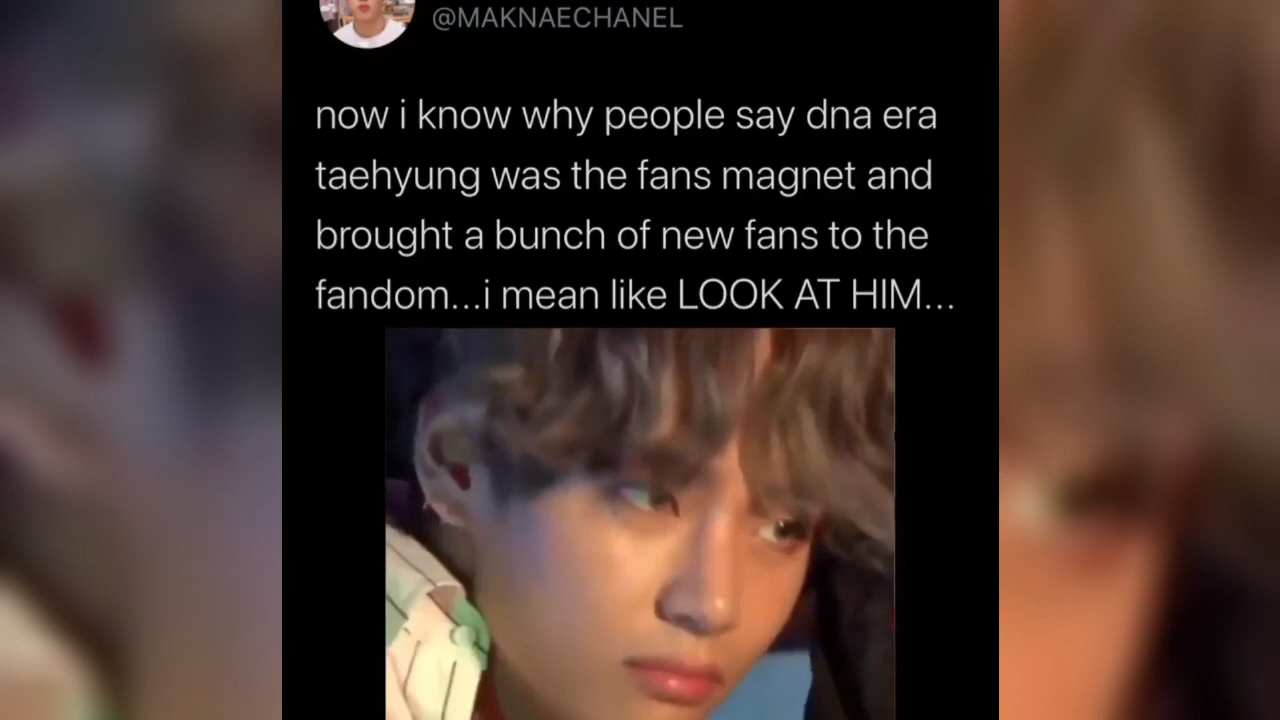 @MAKNAECHANEL
now i know why people say dna era
taehyung was the fans magnet and
brought a bunch of new fans to the
fandom...i mean like LOOK AT HIM...